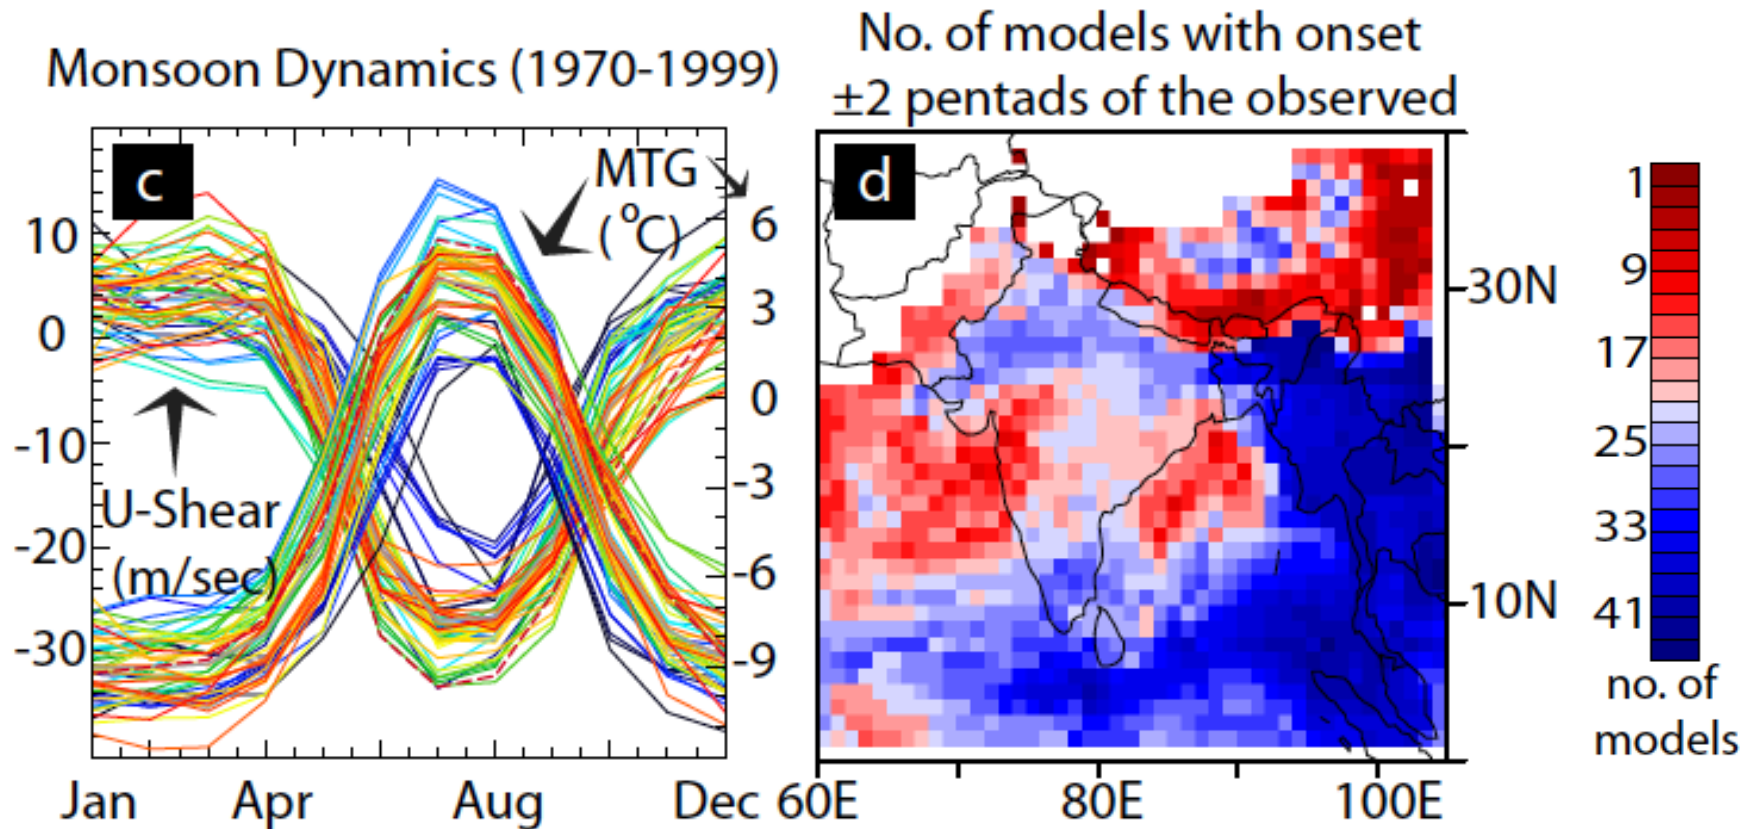 Monsoon Dynamics (1970-1999)
c
MTG
(°C)
U-Shear
(m/sec)
10
0
-10
-20
-30
6
3
0
-3
-6
-9
Jan Apr Aug Dec
No. of models with onset
±2 pentads of the observed
d
30N
10N
60E 80E 100E
1
9
17
25
33
41
no. of
models